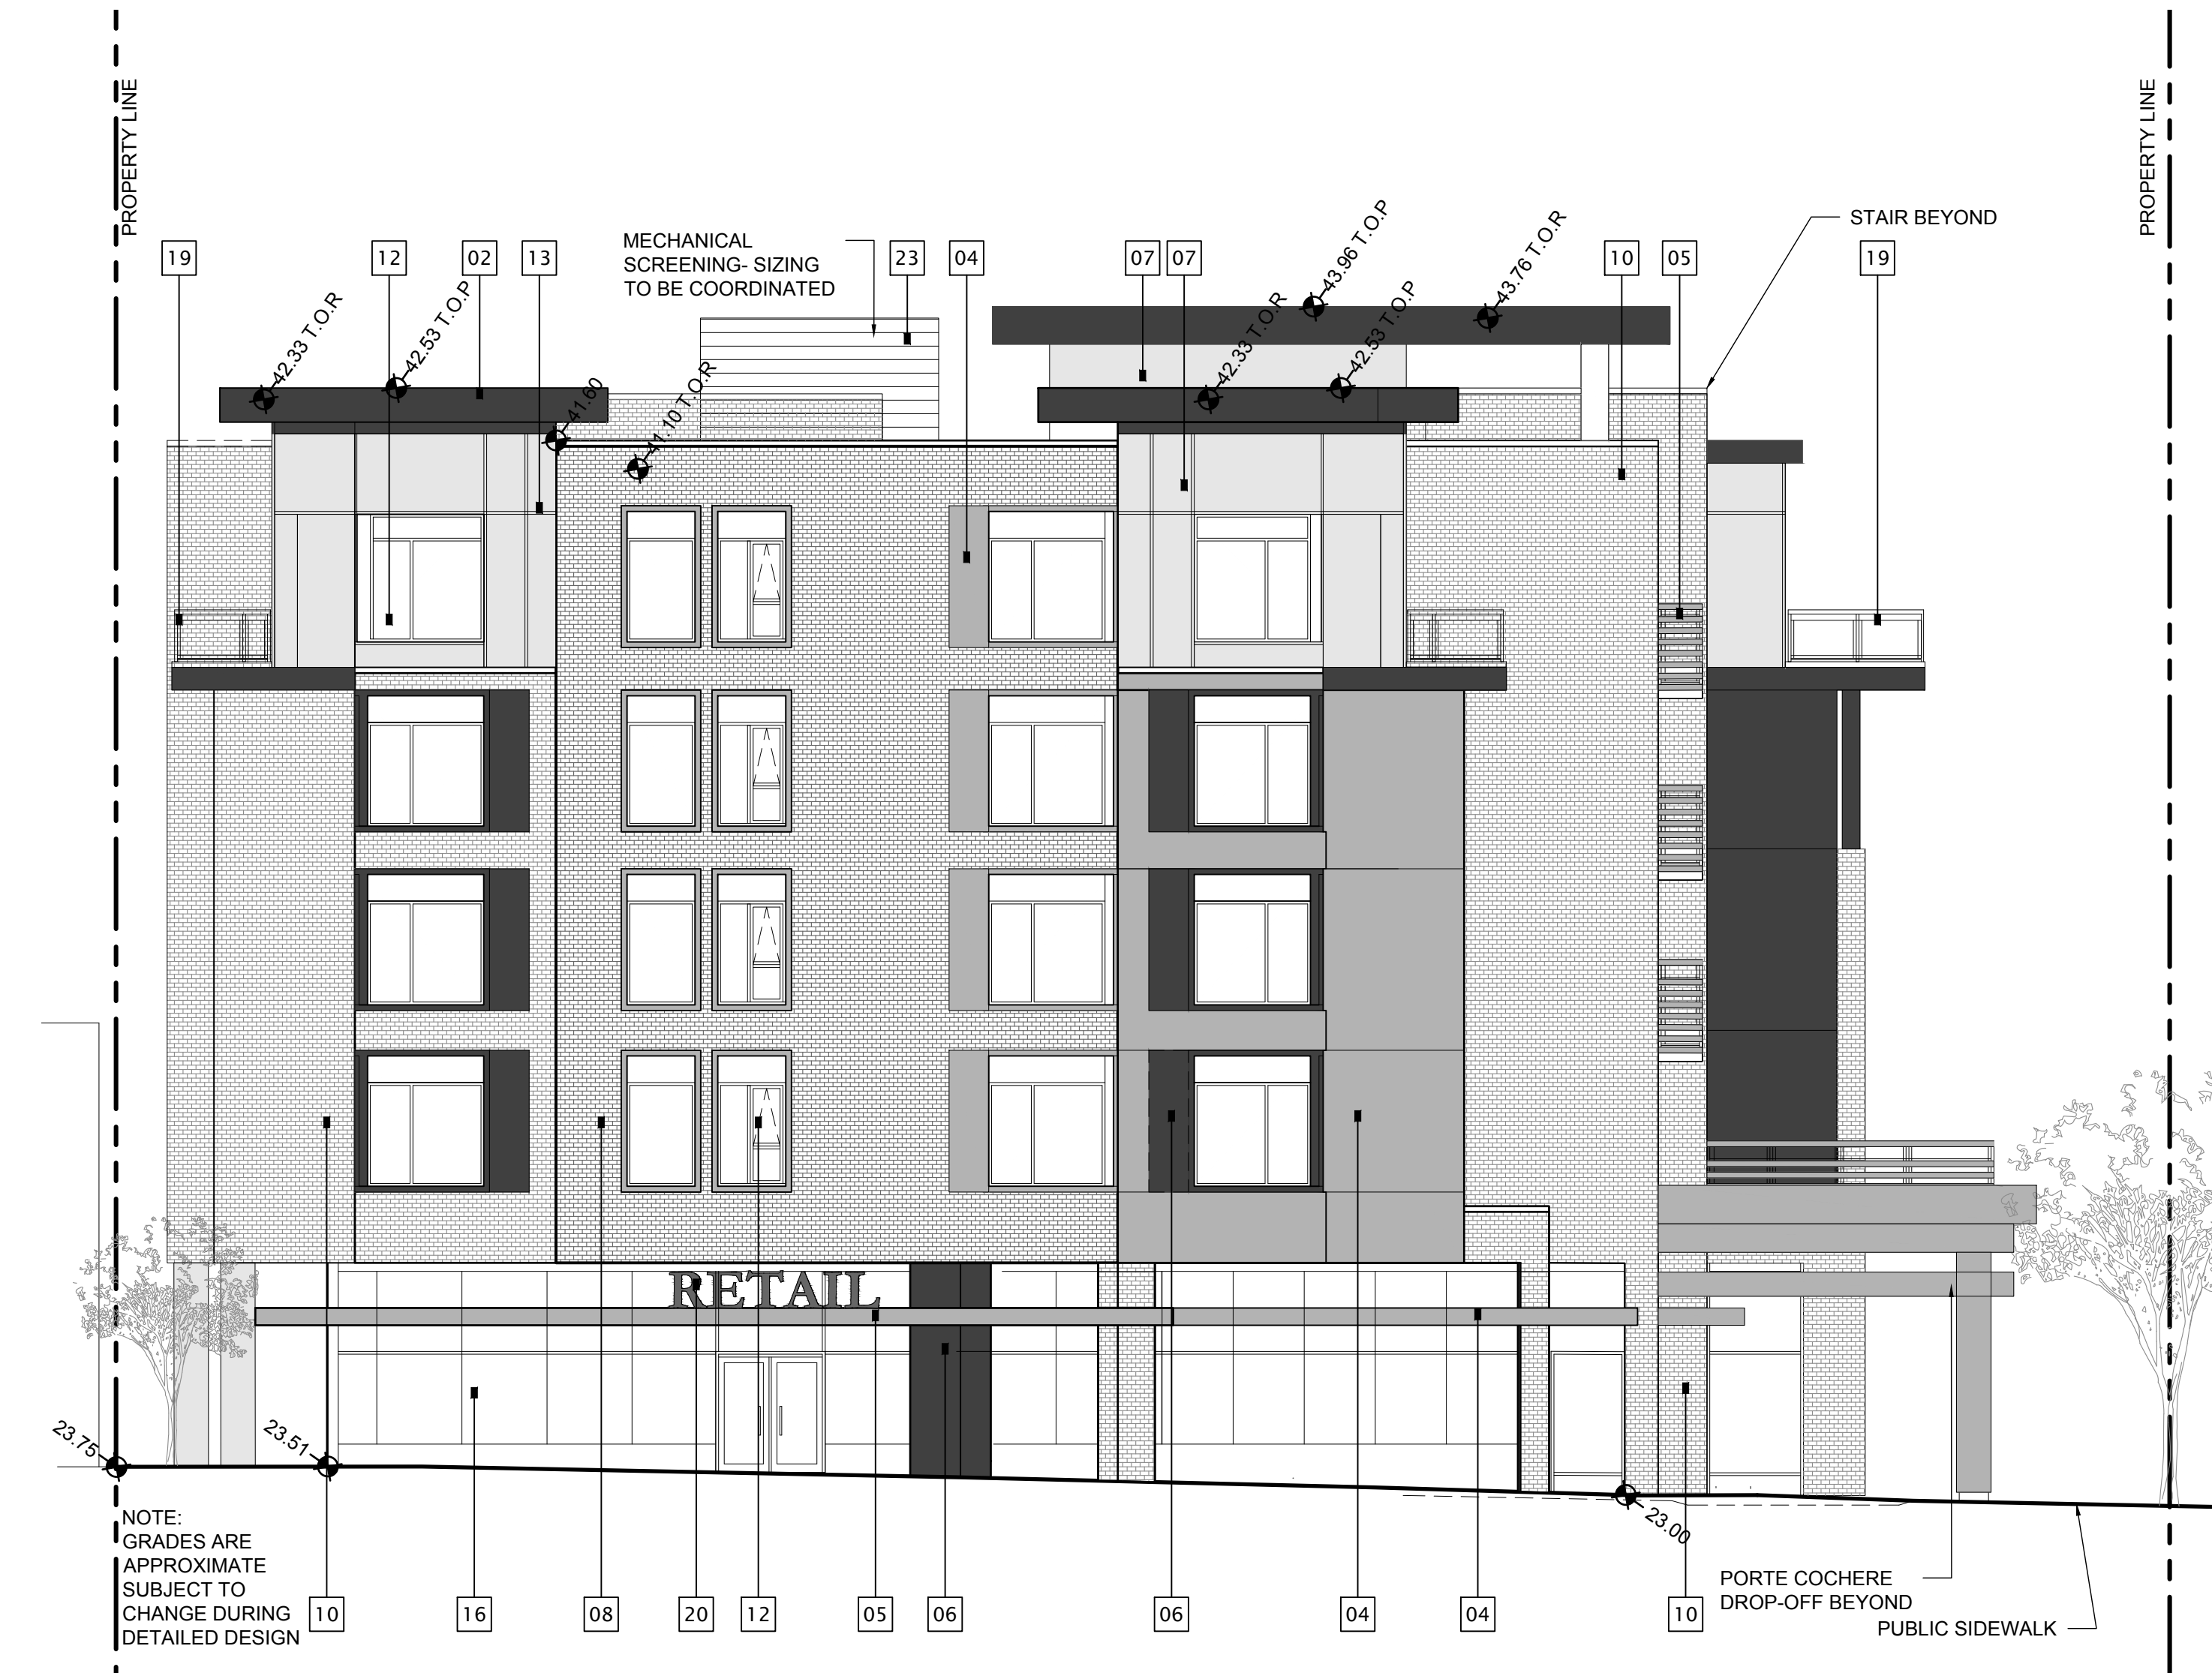 PROPERTY LINE
PROPERTY LINE
STAIR BEYOND
MECHANICAL
SCREENING- SIZING
TO BE COORDINATED
19
12
02
13
23
04
07
07
10
05
19
42.33 T.O.R
42.53 T.O.P
41.60
41.10 T.O.R
42.33 T.O.R
43.96 T.O.P
42.53 T.O.P
43.76 T.O.R
RETAIL
23.75
23.51
23.00
NOTE:
GRADES ARE
APPROXIMATE
SUBJECT TO
CHANGE DURING
DETAILED DESIGN
10
16
08
20
12
05
06
06
04
04
10
PORTE COCHERE
DROP-OFF BEYOND
PUBLIC SIDEWALK